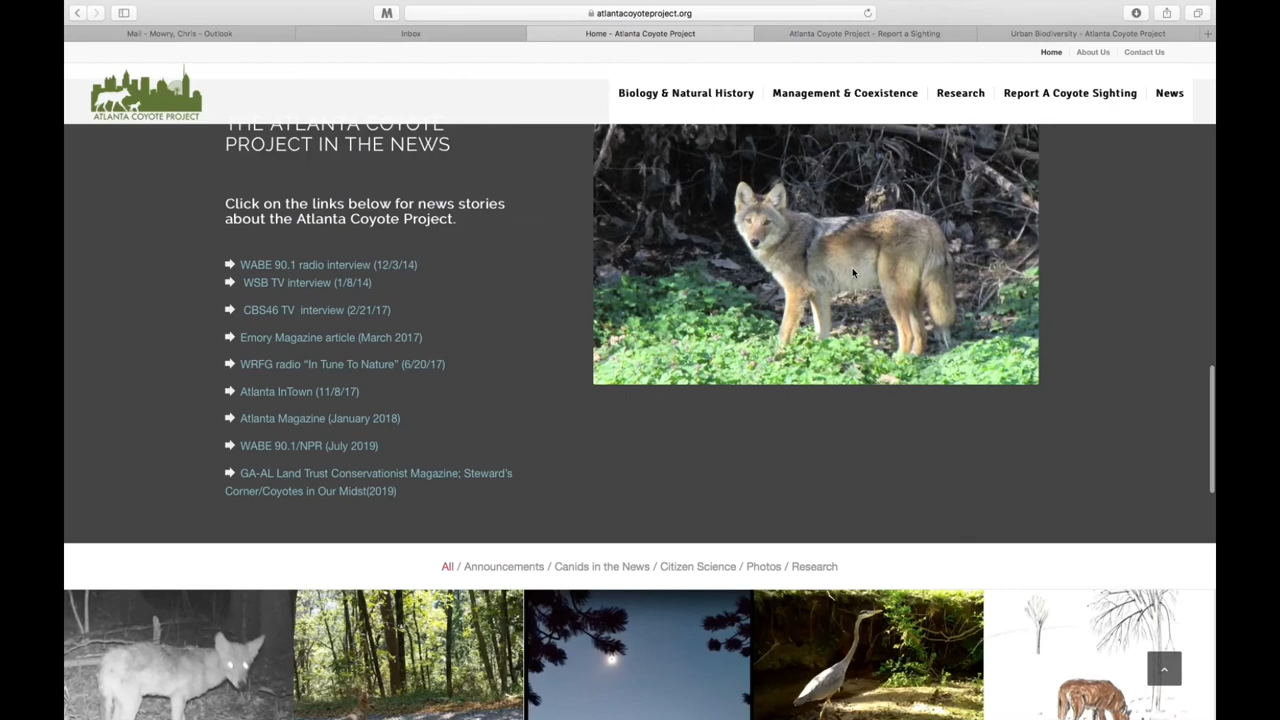 atlantacoyoteproject.org
Mail - Mowry, Chris - Outlook
Inbox
Home - Atlanta Coyote Project
Atlanta Coyote Project - Report a Sighting
Urban Biodiversity - Atlanta Coyote Project
Home
About Us
Contact Us
ATLANTA COYOTE PROJECT
Biology & Natural History
Management & Coexistence
Research
Report A Coyote Sighting
News
THE ATLANTA COYOTE
PROJECT IN THE NEWS
Click on the links below for news stories
about the Atlanta Coyote Project.
WABE 90.1 radio interview (12/3/14)
WSB TV interview (1/8/14)
CBS46 TV interview (2/21/17)
Emory Magazine article (March 2017)
WRFG radio “In Tune To Nature” (6/20/17)
Atlanta InTown (11/8/17)
Atlanta Magazine (January 2018)
WABE 90.1/NPR (July 2019)
GA-AL Land Trust Conservationist Magazine; Steward’s
Corner/Coyotes in Our Midst(2019)
All / Announcements / Canids in the News / Citizen Science / Photos / Research